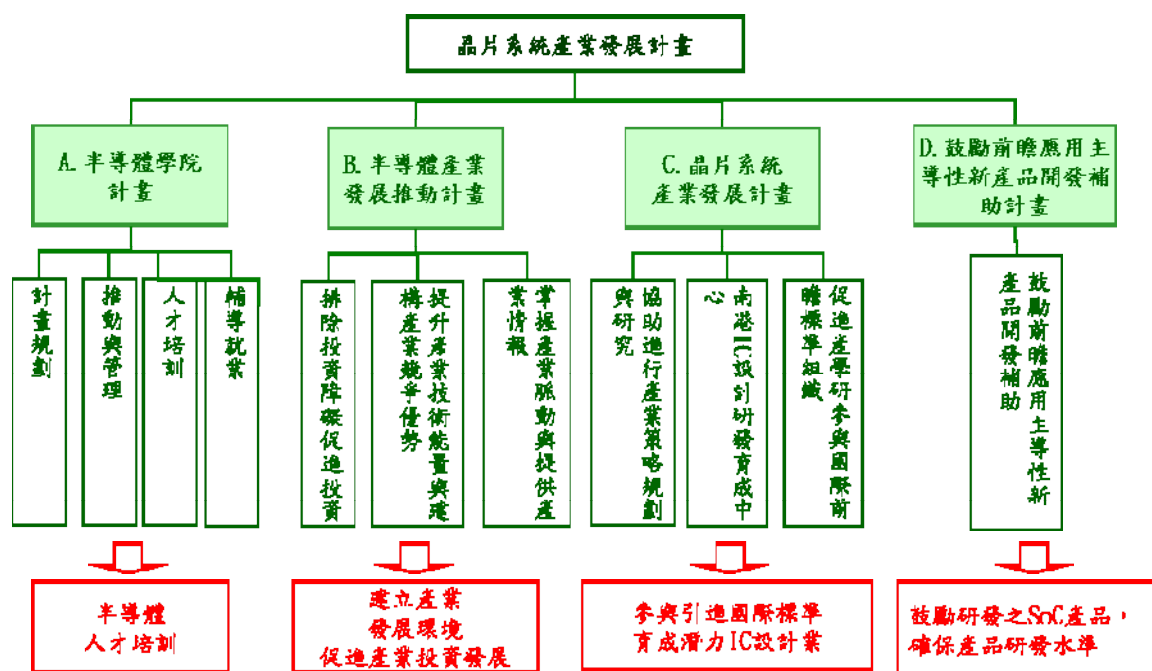 晶片系統產業發展計畫
A. 半導體學院
計畫
B. 半導體產業
發展推動計畫
C. 晶片系統
產業發展計畫
D. 鼓勵前瞻應用主
導性新產品開發補
助計畫
計畫規劃
推動與管理
人才培訓
輔導就業
排除投資障礙促進投資
提升產業技術能量與建
構產業競爭優勢
掌握產業脈動與提供產
業情報
協助進行產業策略規劃
與研究
南港IC設計研發育成中
心
促進產學研參與國際前
瞻標準組織
鼓勵前瞻應用主導性新
產品開發補助
半導體
人才培訓
建立產業
發展環境
促進產業投資發展
參與引進國際標準
育成潛力IC設計業
鼓勵研發之SoC產品，
確保產品研發水準